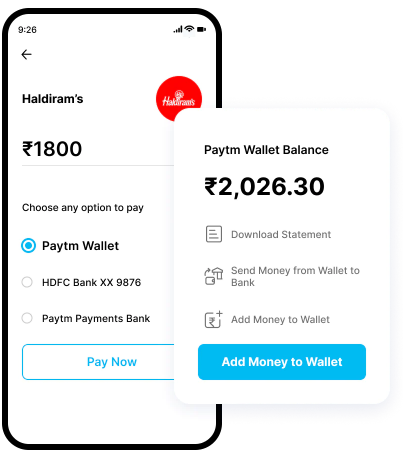 9:26
Haldiram's
Haldiram's
₹1800
Choose any option to pay
Paytm Wallet
HDFC Bank XX 9876
Paytm Payments Bank
Pay Now
Paytm Wallet Balance
₹2,026.30
Download Statement
Send Money from Wallet to
Bank
Add Money to Wallet
Add Money to Wallet